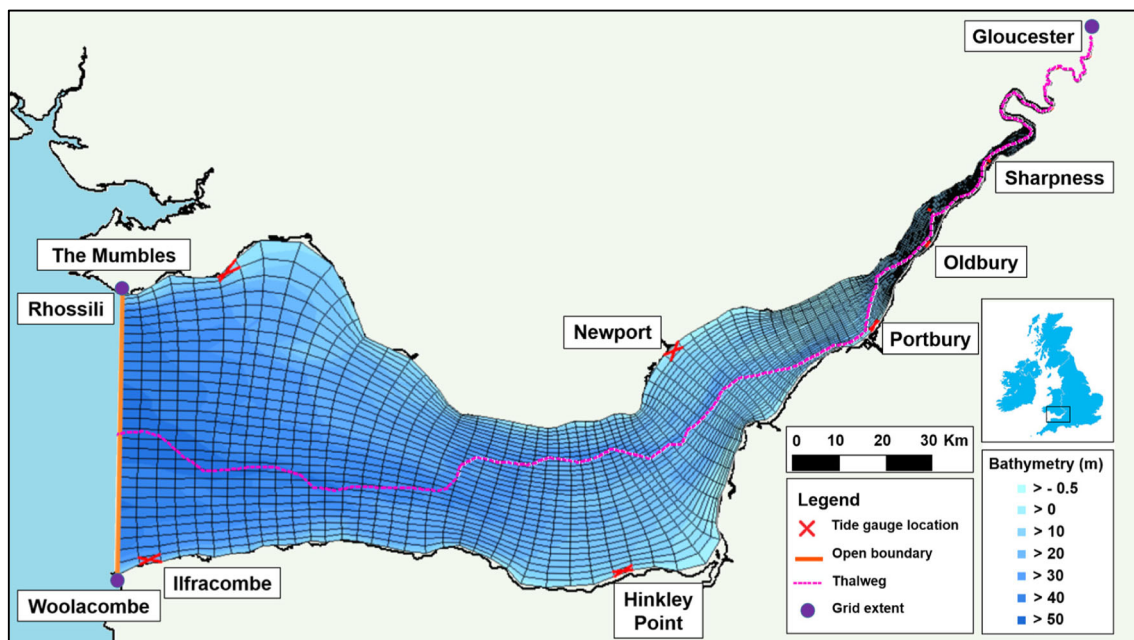 Gloucester
Sharpness
The Mumbles
Oldbury
Rhossili
Newport
Portbury
0 10 20 30 Km
Bathymetry (m)
> - 0.5
> 0
> 10
> 20
> 30
> 40
> 50
Legend
Tide gauge location
Open boundary
Thalweg
Grid extent
Ilfracombe
Woolacombe
Hinkley
Point